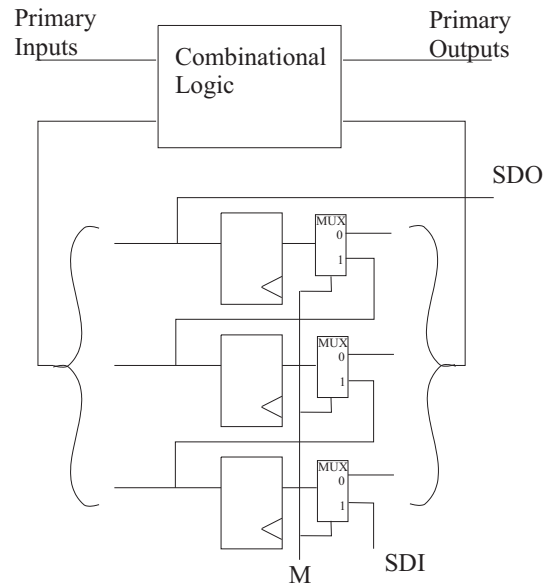 Primary
Inputs
Combinational
Logic
Primary
Outputs
SDO
MUX
0
1
MUX
0
1
MUX
0
1
M
SDI